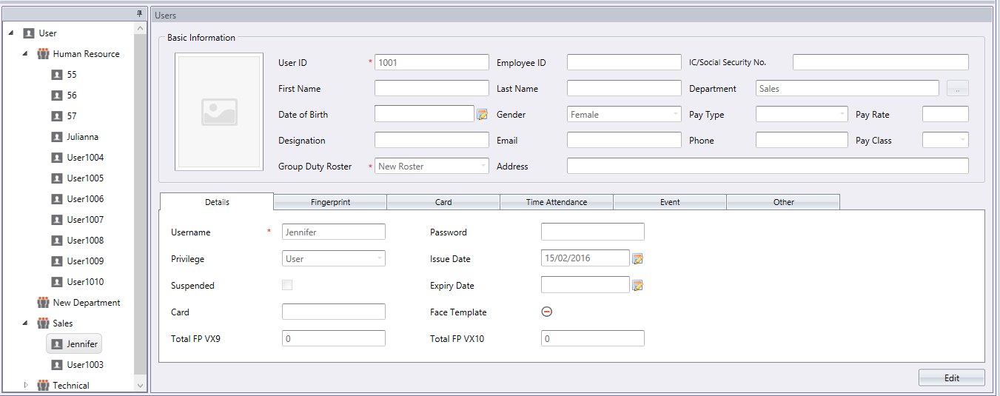 Users
User
Human Resource
55
56
57
Julianna
User1004
User1005
User1006
User1007
User1008
User1009
User1010
New Department
Sales
Jennifer
User1003
Technical
Basic Information
User ID * 1001 Employee ID IC/Social Security No.
First Name Last Name Department Sales ..
Date of Birth Gender Female Pay Type Pay Rate
Designation Email Phone Pay Class
Group Duty Roster * New Roster Address
Details Fingerprint Card Time Attendance Event Other
Username * Jennifer Password
Privilege User Issue Date 15/02/2016
Suspended Expiry Date
Card Face Template
Total FP VX9 0 Total FP VX10 0
Edit